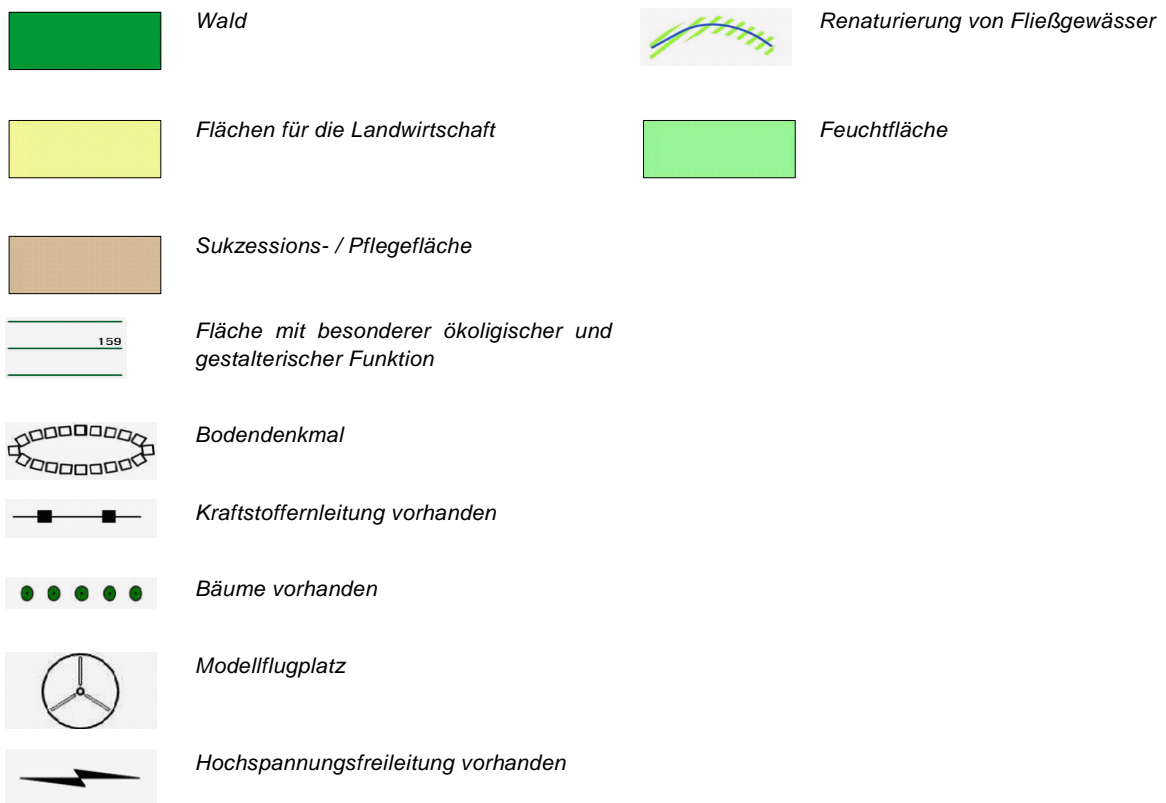 Wald
Flächen für die Landwirtschaft
Sukzessions- / Pflegefläche
159
Fläche mit besonderer ökoligischer und
gestalterischer Funktion
Bodendenkmal
Kraftstoffernleitung vorhanden
Bäume vorhanden
Modellflugplatz
Hochspannungsfreileitung vorhanden
Renaturierung von Fließgewässer
Feuchtfläche